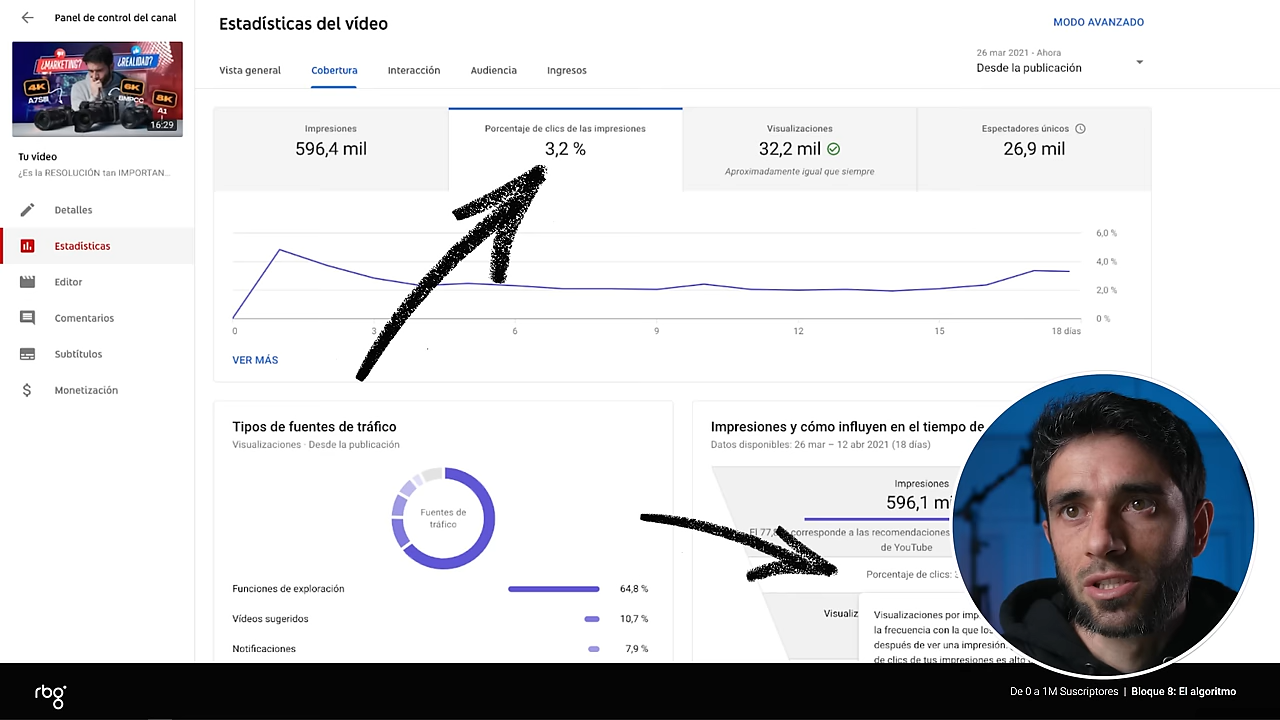 Panel de control del canal
¿MARKETING?
¿REALIDAD?
4K
A7SIII
6K
BMPCC
8K
A1
16:29
Tu vídeo
¿Es la RESOLUCIÓN tan IMPORTAN...
Detalles
Estadísticas
Editor
Comentarios
Subtítulos
Monetización
Estadísticas del vídeo
MODO AVANZADO
Vista general
Cobertura
Interacción
Audiencia
Ingresos
26 mar 2021 - Ahora
Desde la publicación
Impresiones
596,4 mil
Porcentaje de clics de las impresiones
3,2 %
Visualizaciones
32,2 mil
Aproximadamente igual que siempre
Espectadores únicos
26,9 mil
6,0 %
4,0 %
2,0 %
0 %
0
3
6
9
12
15
18 días
VER MÁS
Tipos de fuentes de tráfico
Visualizaciones · Desde la publicación
Fuentes de
tráfico
Funciones de exploración 64,8 %
Vídeos sugeridos 10,7 %
Notificaciones 7,9 %
Impresiones y cómo influyen en el tiempo de
Datos disponibles: 26 mar – 12 abr 2021 (18 días)
Impresiones
596,1
El corresponde a las recomendaciones
de YouTube
Porcentaje de clics:
Visualizaciones por
la frecuencia con la que
después de ver una impresión.
de clics de tus impresiones es alto
rbg
De 0 a 1M Suscriptores | Bloque 8: El algoritmo